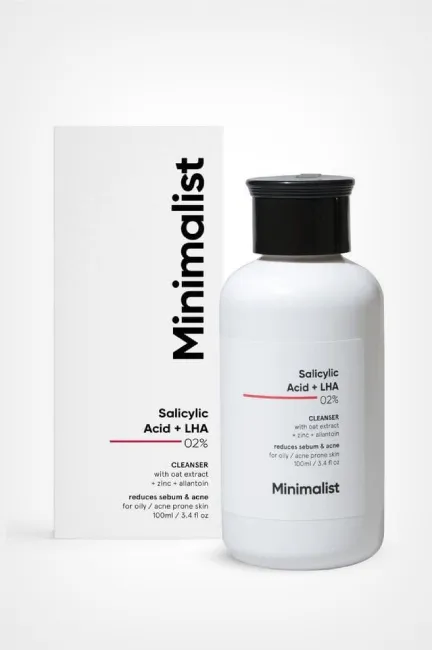 Minimalist
Salicylic
Acid + LHA
02%
CLEANSER
with oat extract
+ zinc + allantoin
reduces sebum & acne
for oily / acne prone skin
100ml / 3.4 fl oz
Salicylic
Acid + LHA
02%
CLEANSER
with oat extract
+ zinc + allantoin
reduces sebum & acne
for oily / acne prone skin
100ml / 3.4 fl oz
Minimalist